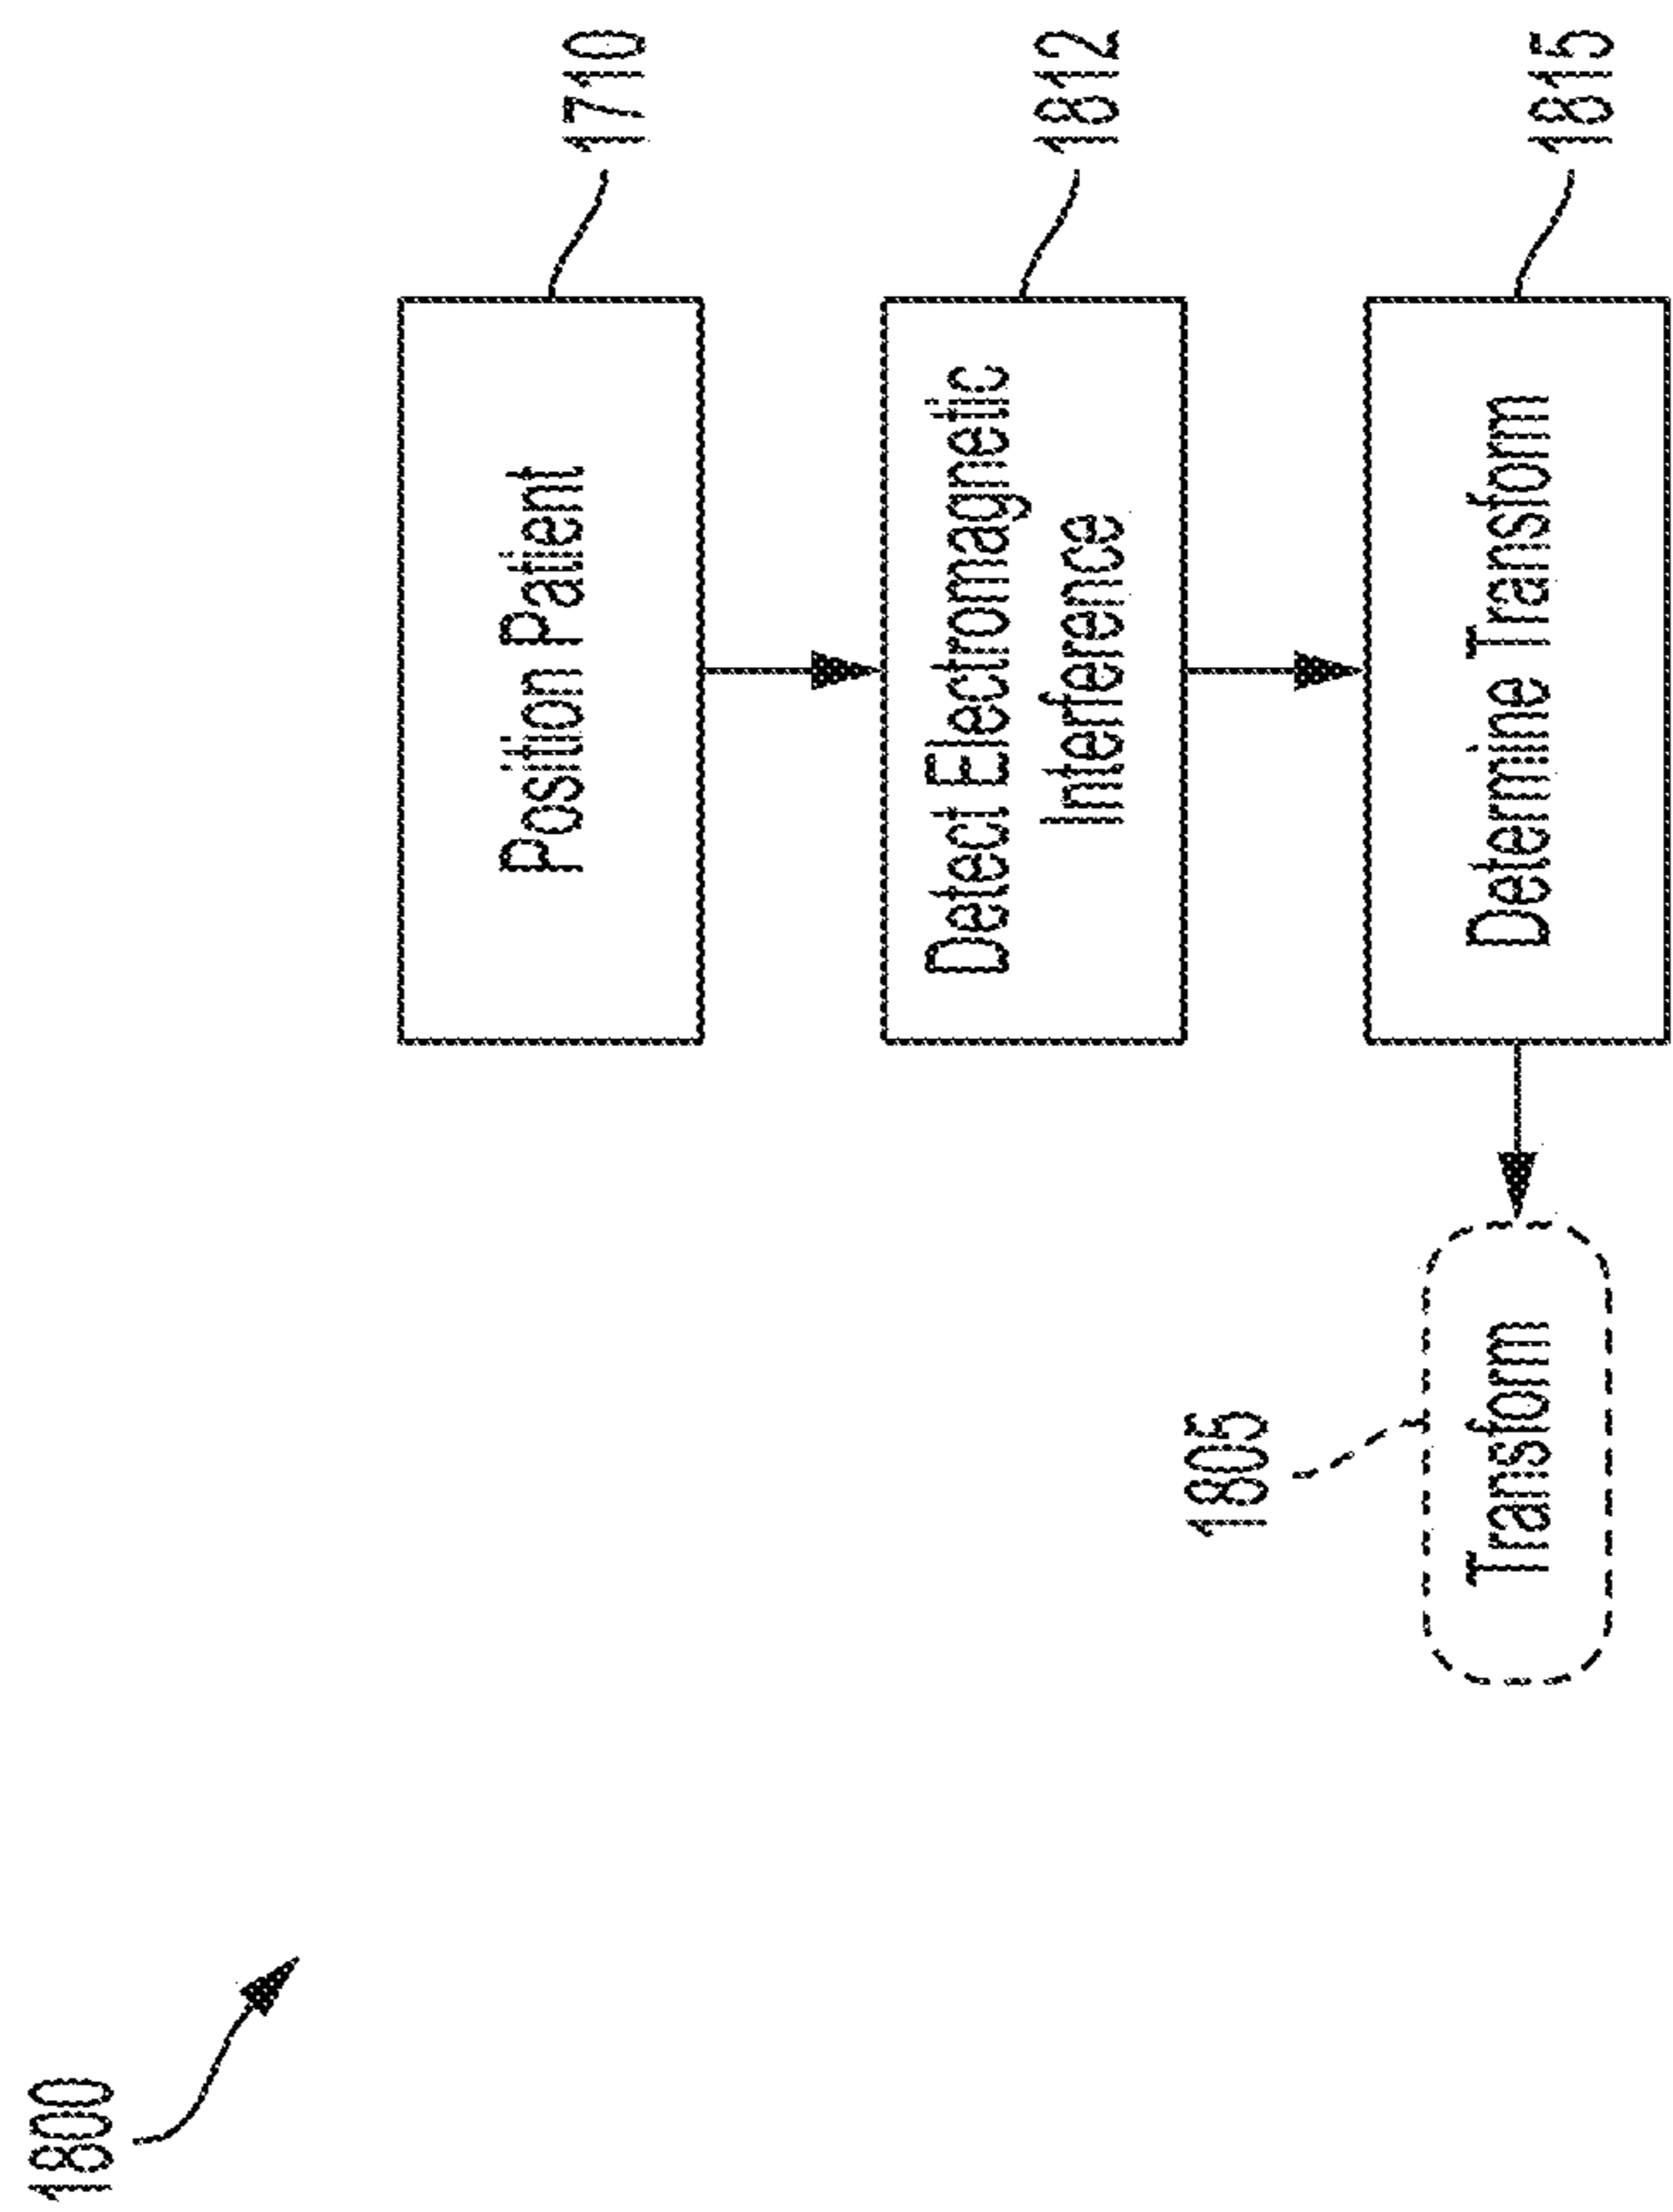 1800
Position Patient
1710
Detect Electromagnetic
Interference
1812
1805
Transform
Determine Transform
1815